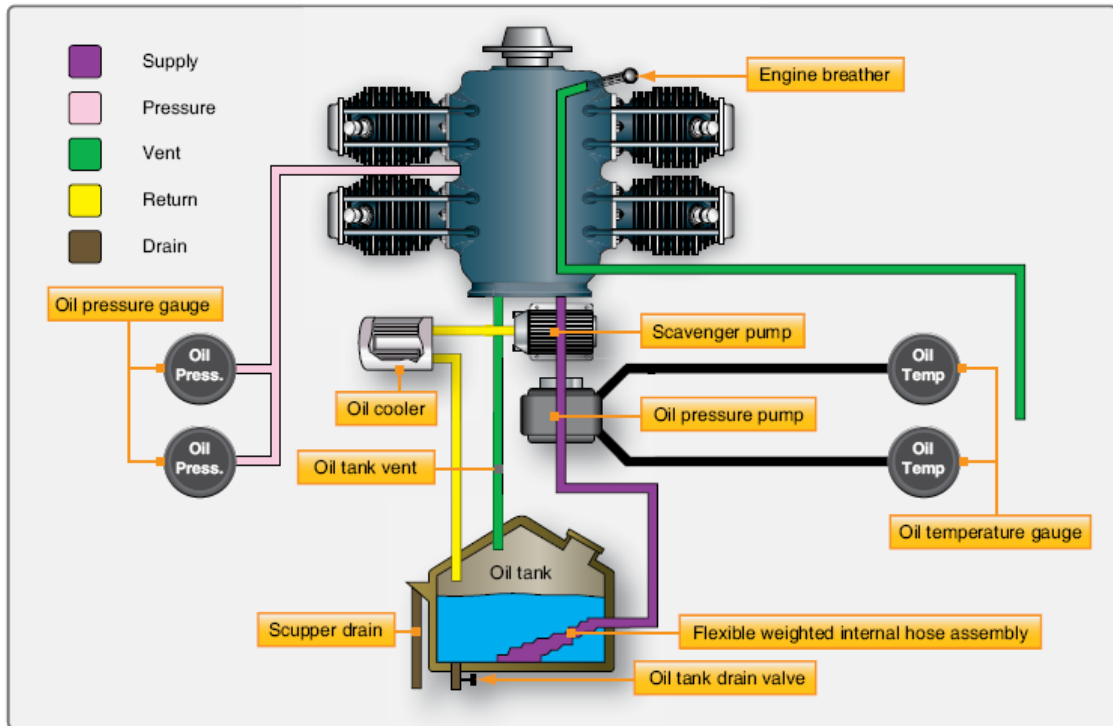 Supply
Pressure
Vent
Return
Drain
Engine breather
Oil pressure gauge
Oil
Press.
Oil
Press.
Oil cooler
Scavenger pump
Oil pressure pump
Oil
Temp
Oil
Temp
Oil tank vent
Oil temperature gauge
Oil tank
Scupper drain
Flexible weighted internal hose assembly
Oil tank drain valve